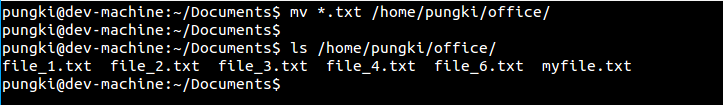 pungki@dev-machine:~/Documents$ mv *.txt /home/pungki/office/
pungki@dev-machine:~/Documents$
pungki@dev-machine:~/Documents$ ls /home/pungki/office/
file_1.txt  file_2.txt  file_3.txt  file_4.txt  file_6.txt  myfile.txt
pungki@dev-machine:~/Documents$